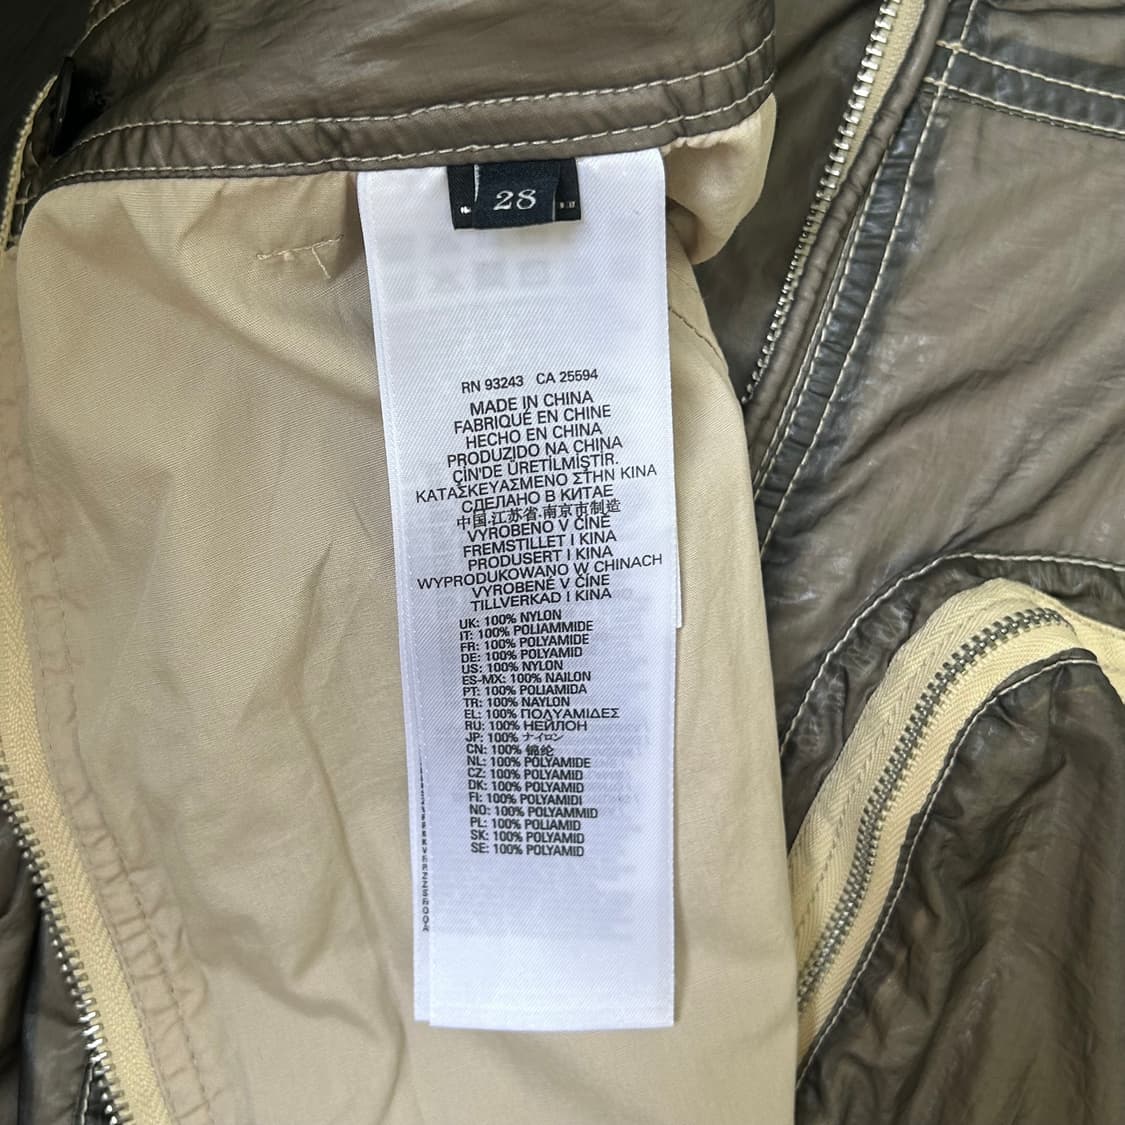 28
RN 93243 CA 25594
MADE IN CHINA
FABRIQUÉ EN CHINE
HECHO EN CHINA
PRODUZIDO NA CHINA
ÇİN'DE ÜRETİLMİŞTİR.
ΚΑΤΑΣΚΕΥΑΣΜΕΝΟ ΣΤΗΝ ΚΙΝΑ
СДЕЛАНО В КИТАЕ
中国.江苏省.南京市制造
VYROBENO V ČÍNĚ
FREMSTILLET I KINA
PRODUSERT I KINA
WYPRODUKOWANO W CHINACH
VYROBENÉ V ČÍNE
TILLVERKAD I KINA
UK: 100% NYLON
IT: 100% POLIAMMIDE
FR: 100% POLYAMIDE
DE: 100% POLYAMID
US: 100% NYLON
ES-MX: 100% NAILON
PT: 100% POLIAMIDA
TR: 100% NAYLON
EL: 100% ΠΟΛΥΑΜΙΔΕΣ
RU: 100% НЕЙЛОН
JP: 100% ナイロン
CN: 100% 锦纶
NL: 100% POLYAMIDE
CZ: 100% POLYAMID
DK: 100% POLYAMID
FI: 100% POLYAMIDI
NO: 100% POLYAMMID
PL: 100% POLIAMID
SK: 100% POLYAMID
SE: 100% POLYAMID